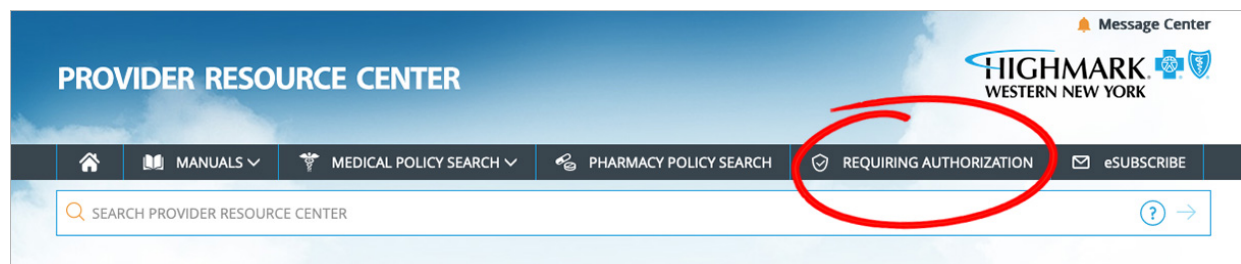 Message Center
PROVIDER RESOURCE CENTER
HIGHMARK.
WESTERN NEW YORK
MANUALS MEDICAL POLICY SEARCH PHARMACY POLICY SEARCH REQUIRING AUTHORIZATION eSUBSCRIBE
SEARCH PROVIDER RESOURCE CENTER ?